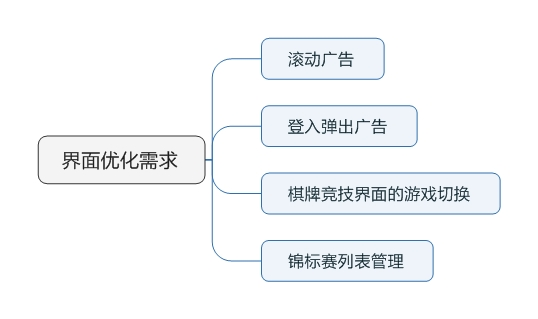 滚动广告
登入弹出广告
界面优化需求
棋牌竞技界面的游戏切换
锦标赛列表管理